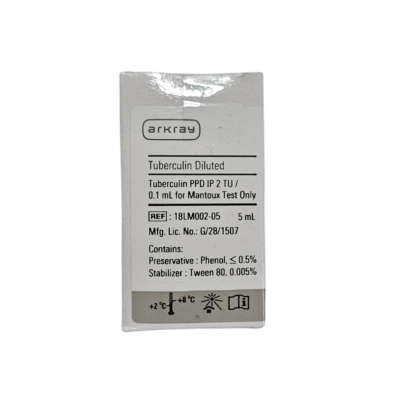 arkray
Tuberculin Diluted
Tuberculin PPD IP 2 TU /
0.1 mL for Mantoux Test Only
REF : 18LM002-05 5 mL
Mfg. Lic. No.: G/28/1507
Contains:
Preservative : Phenol, ≤ 0.5%
Stabilizer : Tween 80, 0.005%
+2 °C +8 °C